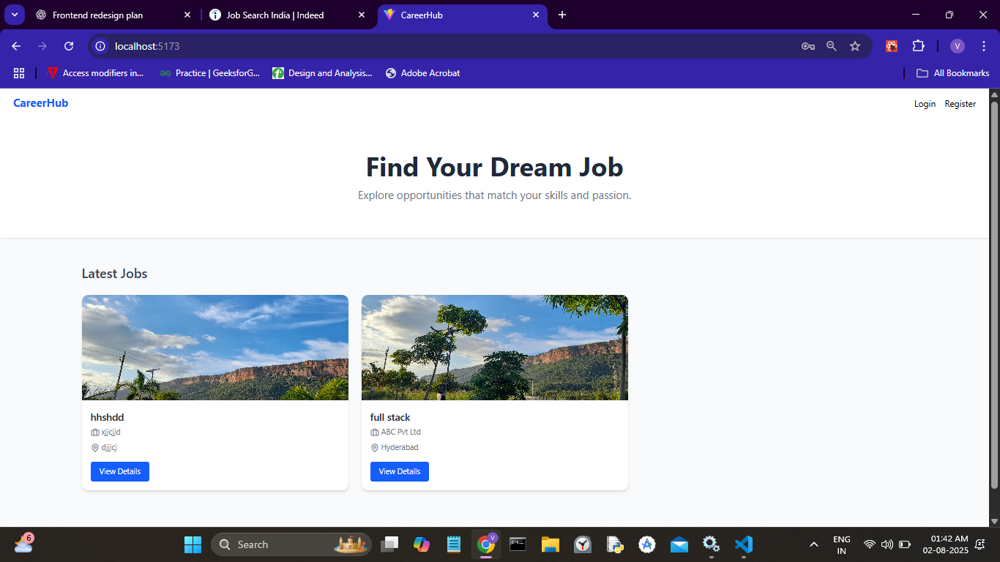 Frontend redesign plan
Job Search India | Indeed
CareerHub
localhost:5173
V
Access modifiers in...
Practice | GeeksforG...
Design and Analysis...
Adobe Acrobat
All Bookmarks
CareerHub
Login
Register
Find Your Dream Job
Explore opportunities that match your skills and passion.
Latest Jobs
hhshdd
xjjcjjd
djjjcj
View Details
full stack
ABC Pvt Ltd
Hyderabad
View Details
6
Search
V
ENG
IN
01:42 AM
02-08-2025